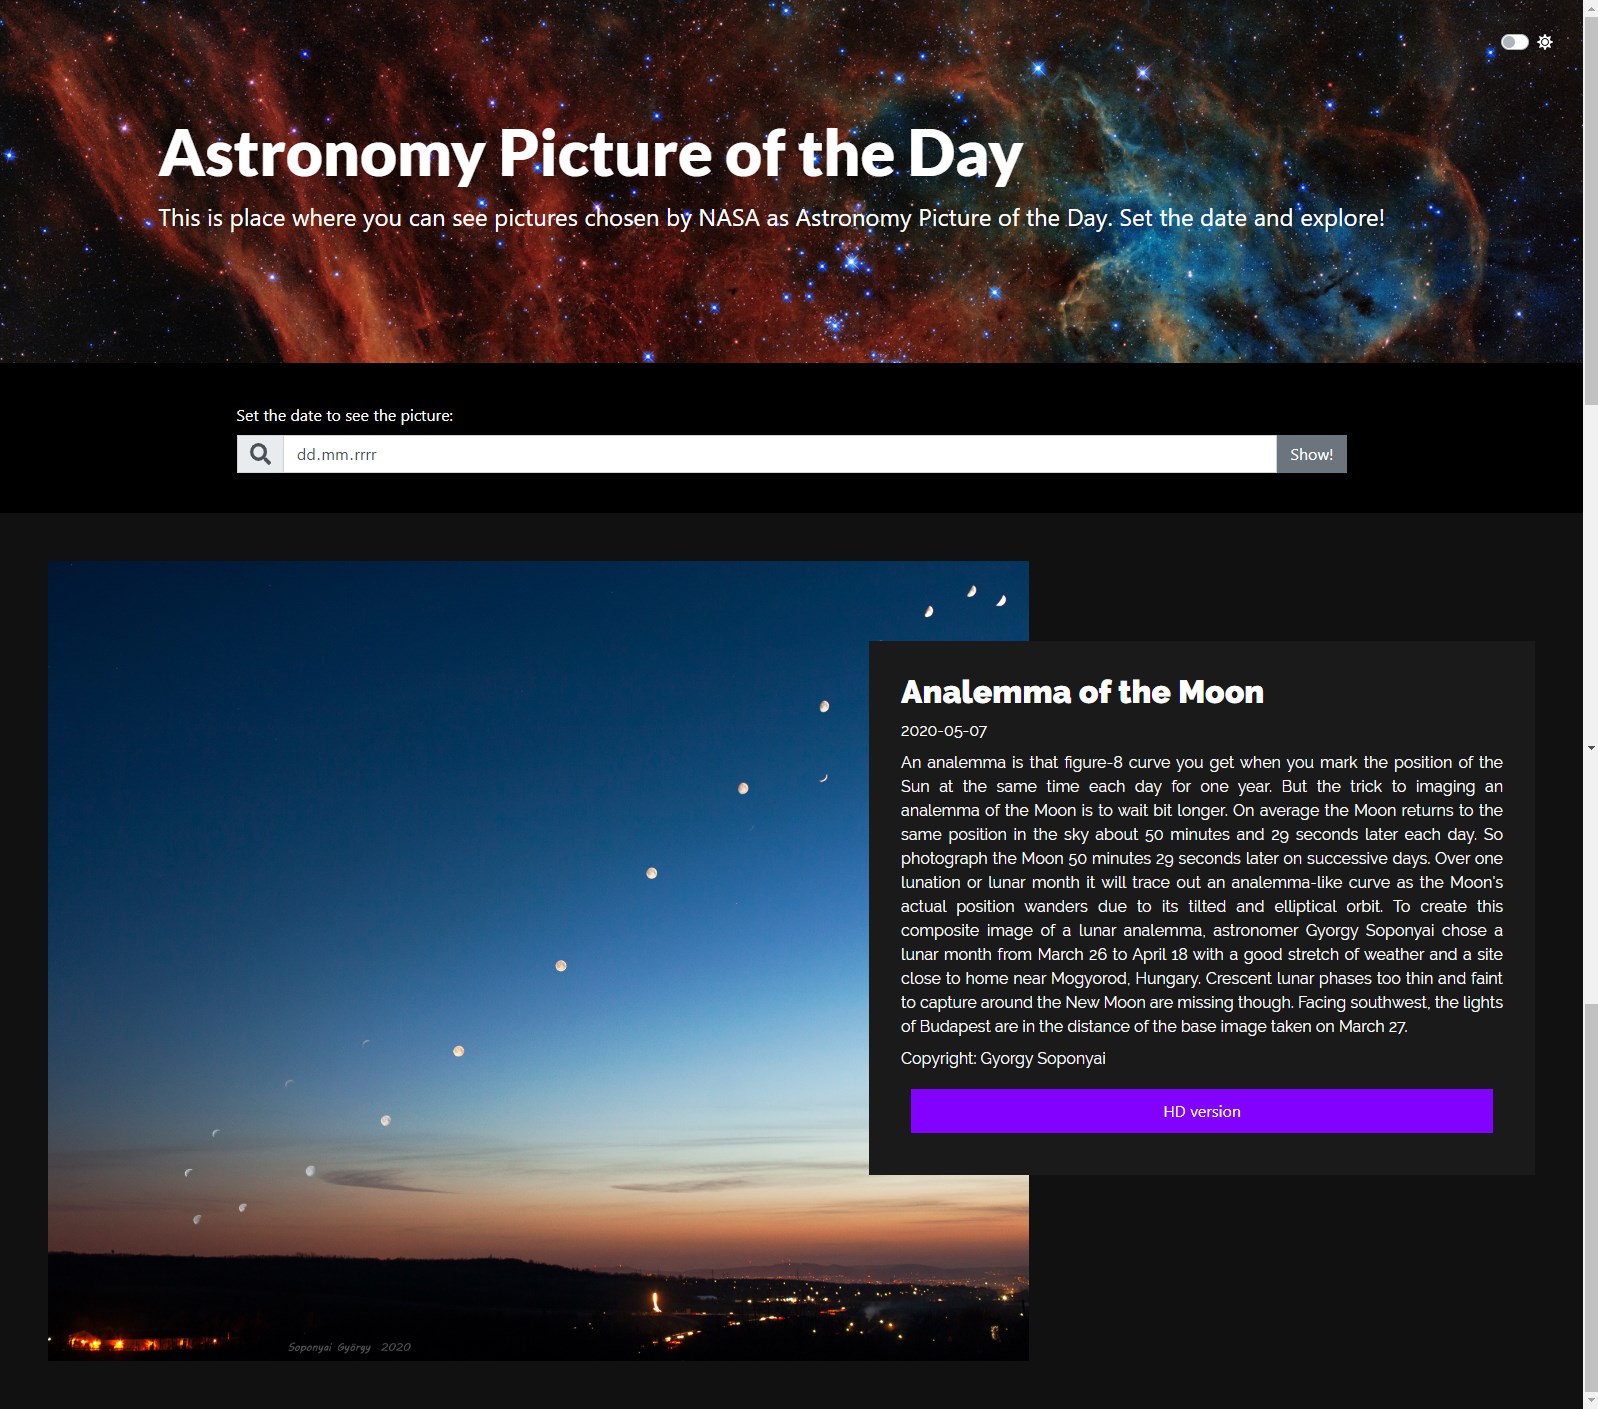 Astronomy Picture of the Day
This is place where you can see pictures chosen by NASA as Astronomy Picture of the Day. Set the date and explore!
Set the date to see the picture:
dd.mm.rrrr
Show!
Analemma of the Moon
2020-05-07
An analemma is that figure-8 curve you get when you mark the position of the
Sun at the same time each day for one year. But the trick to imaging an
analemma of the Moon is to wait bit longer. On average the Moon returns to the
same position in the sky about 50 minutes and 29 seconds later each day. So
photograph the Moon 50 minutes 29 seconds later on successive days. Over one
lunation or lunar month it will trace out an analemma-like curve as the Moon's
actual position wanders due to its tilted and elliptical orbit. To create this
composite image of a lunar analemma, astronomer Gyorgy Soponyai chose a
lunar month from March 26 to April 18 with a good stretch of weather and a site
close to home near Mogyorod, Hungary. Crescent lunar phases too thin and faint
to capture around the New Moon are missing though. Facing southwest, the lights
of Budapest are in the distance of the base image taken on March 27.
Copyright: Gyorgy Soponyai
HD version
Soponyai György 2020